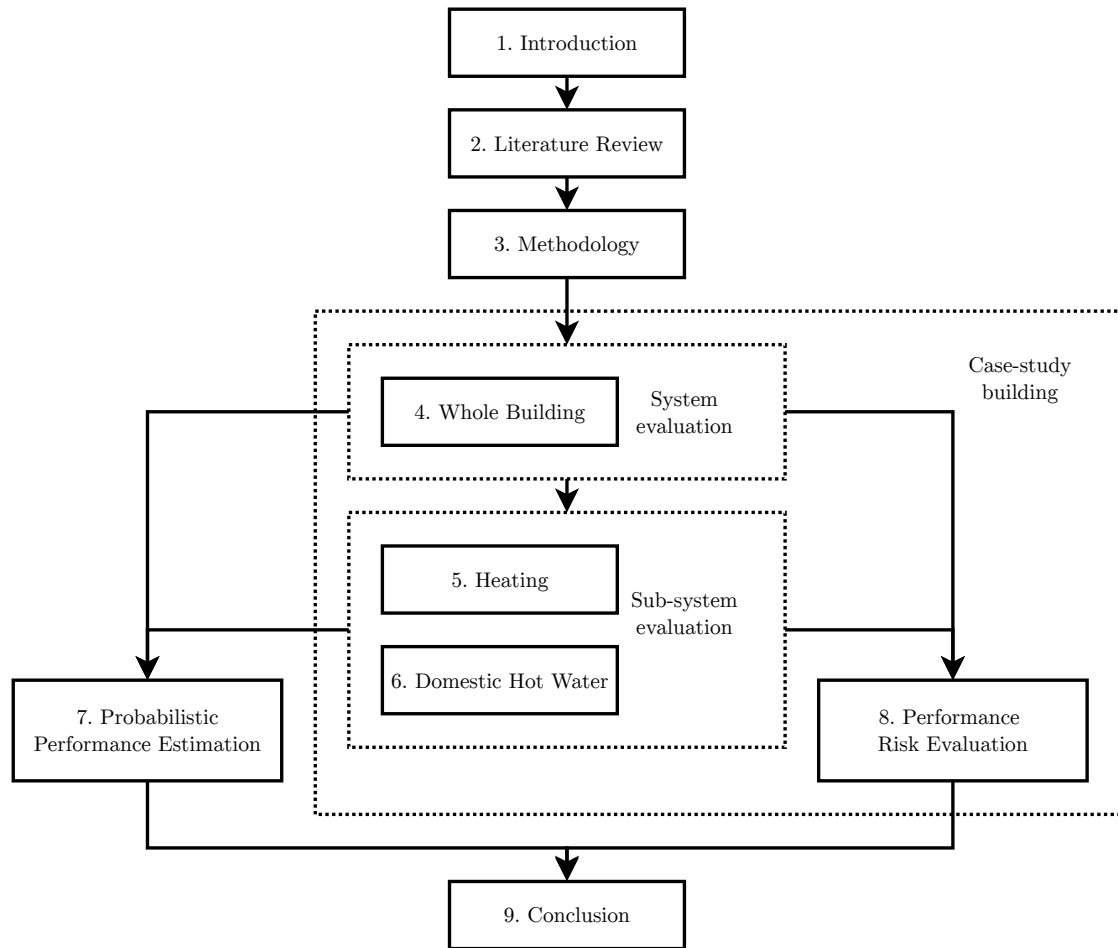 1. Introduction
2. Literature Review
3. Methodology
Case-study
building
4. Whole Building
System
evaluation
5. Heating
Sub-system
evaluation
6. Domestic Hot Water
7. Probabilistic
Performance Estimation
8. Performance
Risk Evaluation
9. Conclusion